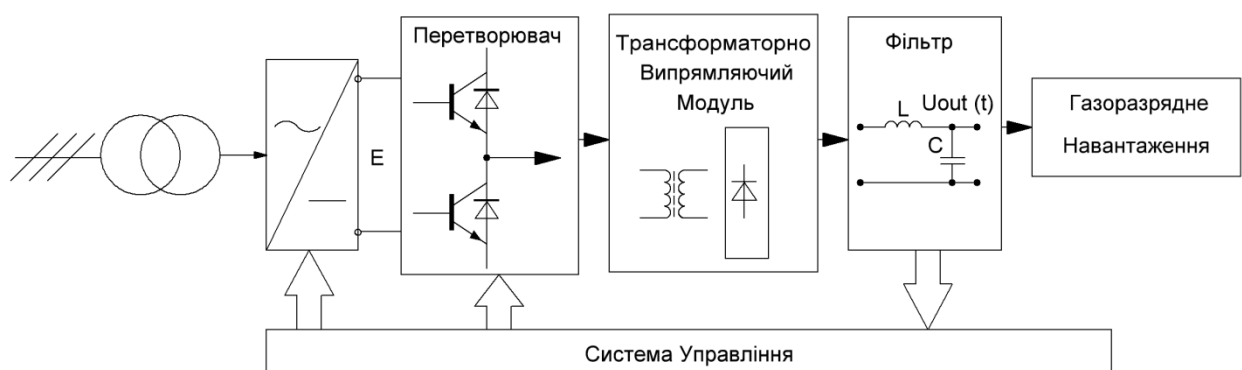 Перетворювач
Трансформаторно
Випрямляючий
Модуль
Фільтр
L
Uout (t)
C
E
Газоразрядне
Навантаження
Система Управління